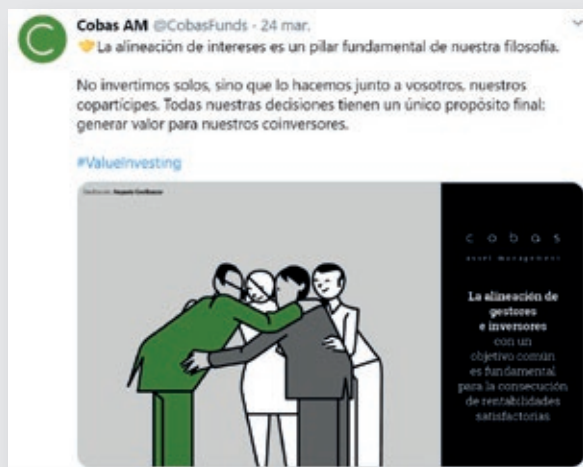 Cobas AM @CobasFunds · 24 mar.
🤝La alineación de intereses es un pilar fundamental de nuestra filosofía.
No invertimos solos, sino que lo hacemos junto a vosotros, nuestros
copartícipes. Todas nuestras decisiones tienen un único propósito final:
generar valor para nuestros coinversores.
#ValueInvesting
cobas
asset management
La alineación de
gestores
e inversores
con un
objetivo común
es fundamental
para la consecución
de rentabilidades
satisfactorias